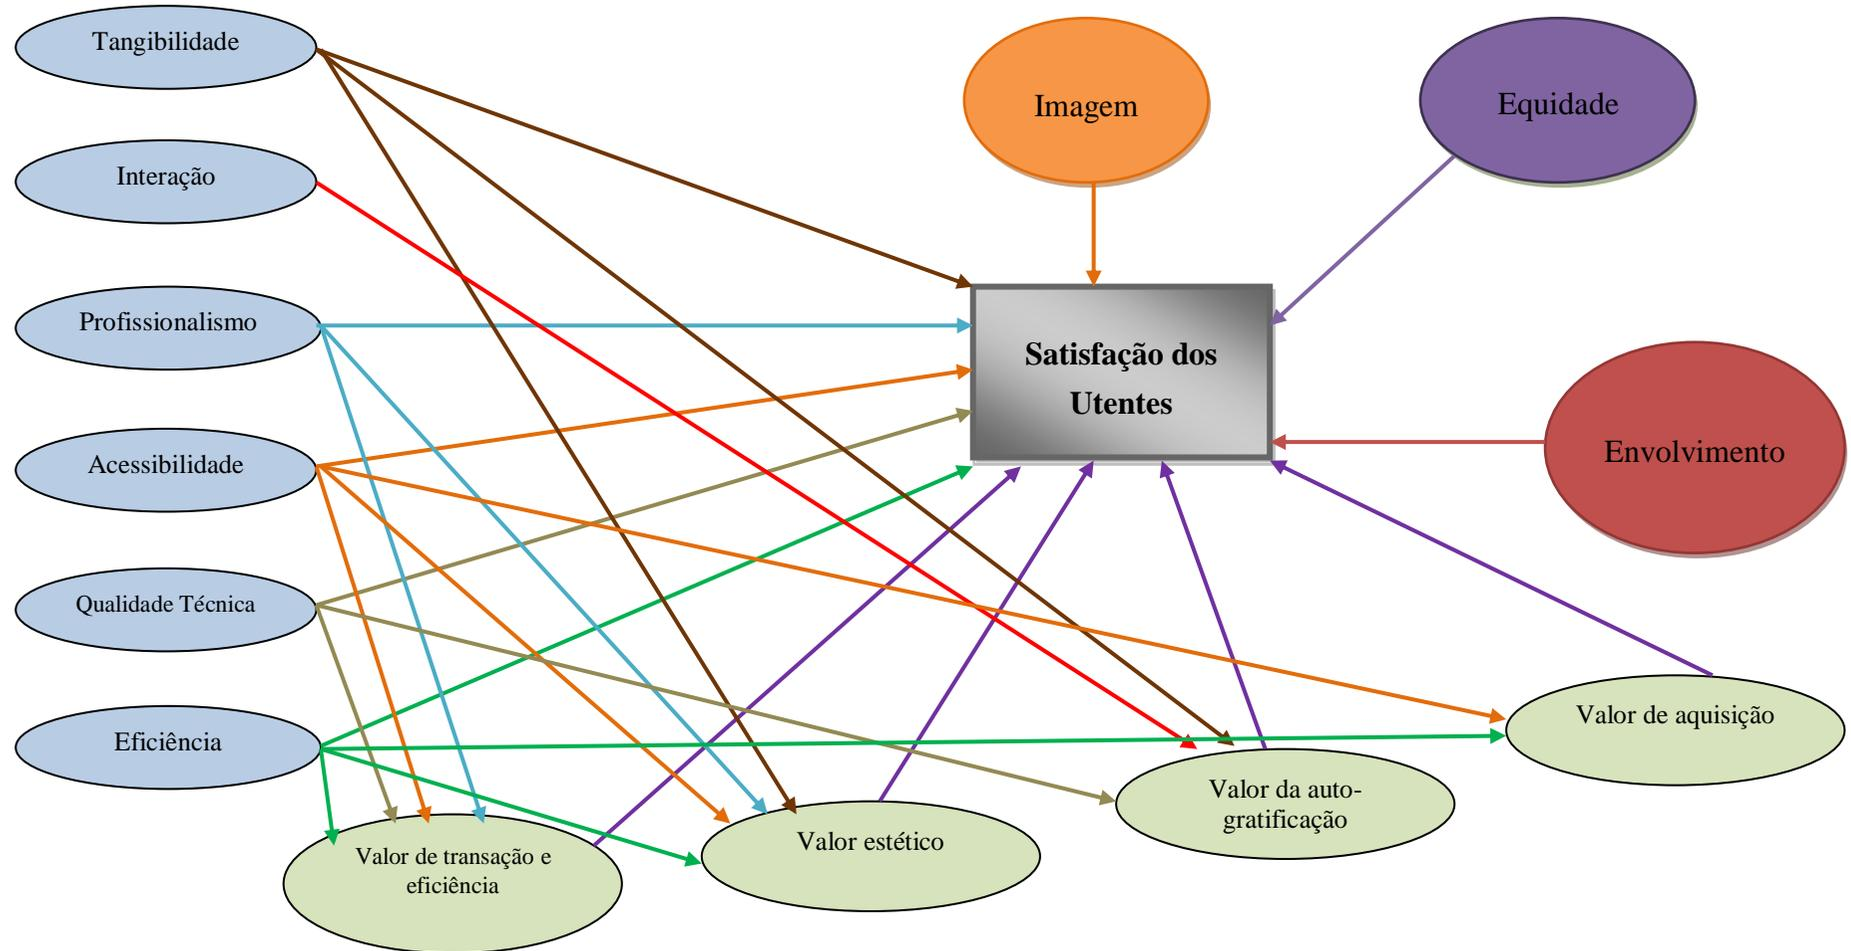 Tangibilidade
Imagem
Equidade
Interação
Profissionalismo
Satisfação dos
Utentes
Acessibilidade
Envolvimento
Qualidade Técnica
Eficiência
Valor de aquisição
Valor da auto-
gratificação
Valor estético
Valor de transação e
eficiência